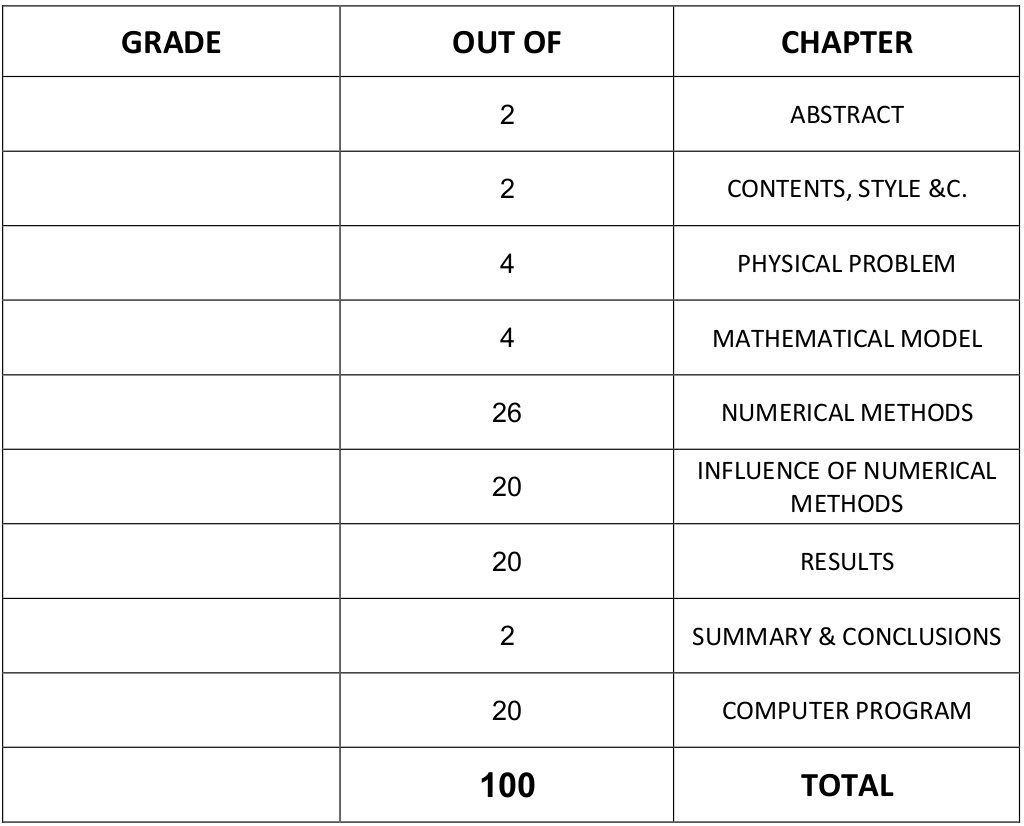 GRADE OUT OF CHAPTER
2 ABSTRACT
2 CONTENTS, STYLE &C.
4 PHYSICAL PROBLEM
4 MATHEMATICAL MODEL
26 NUMERICAL METHODS
20 INFLUENCE OF NUMERICAL
METHODS
20 RESULTS
2 SUMMARY & CONCLUSIONS
20 COMPUTER PROGRAM
100 TOTAL